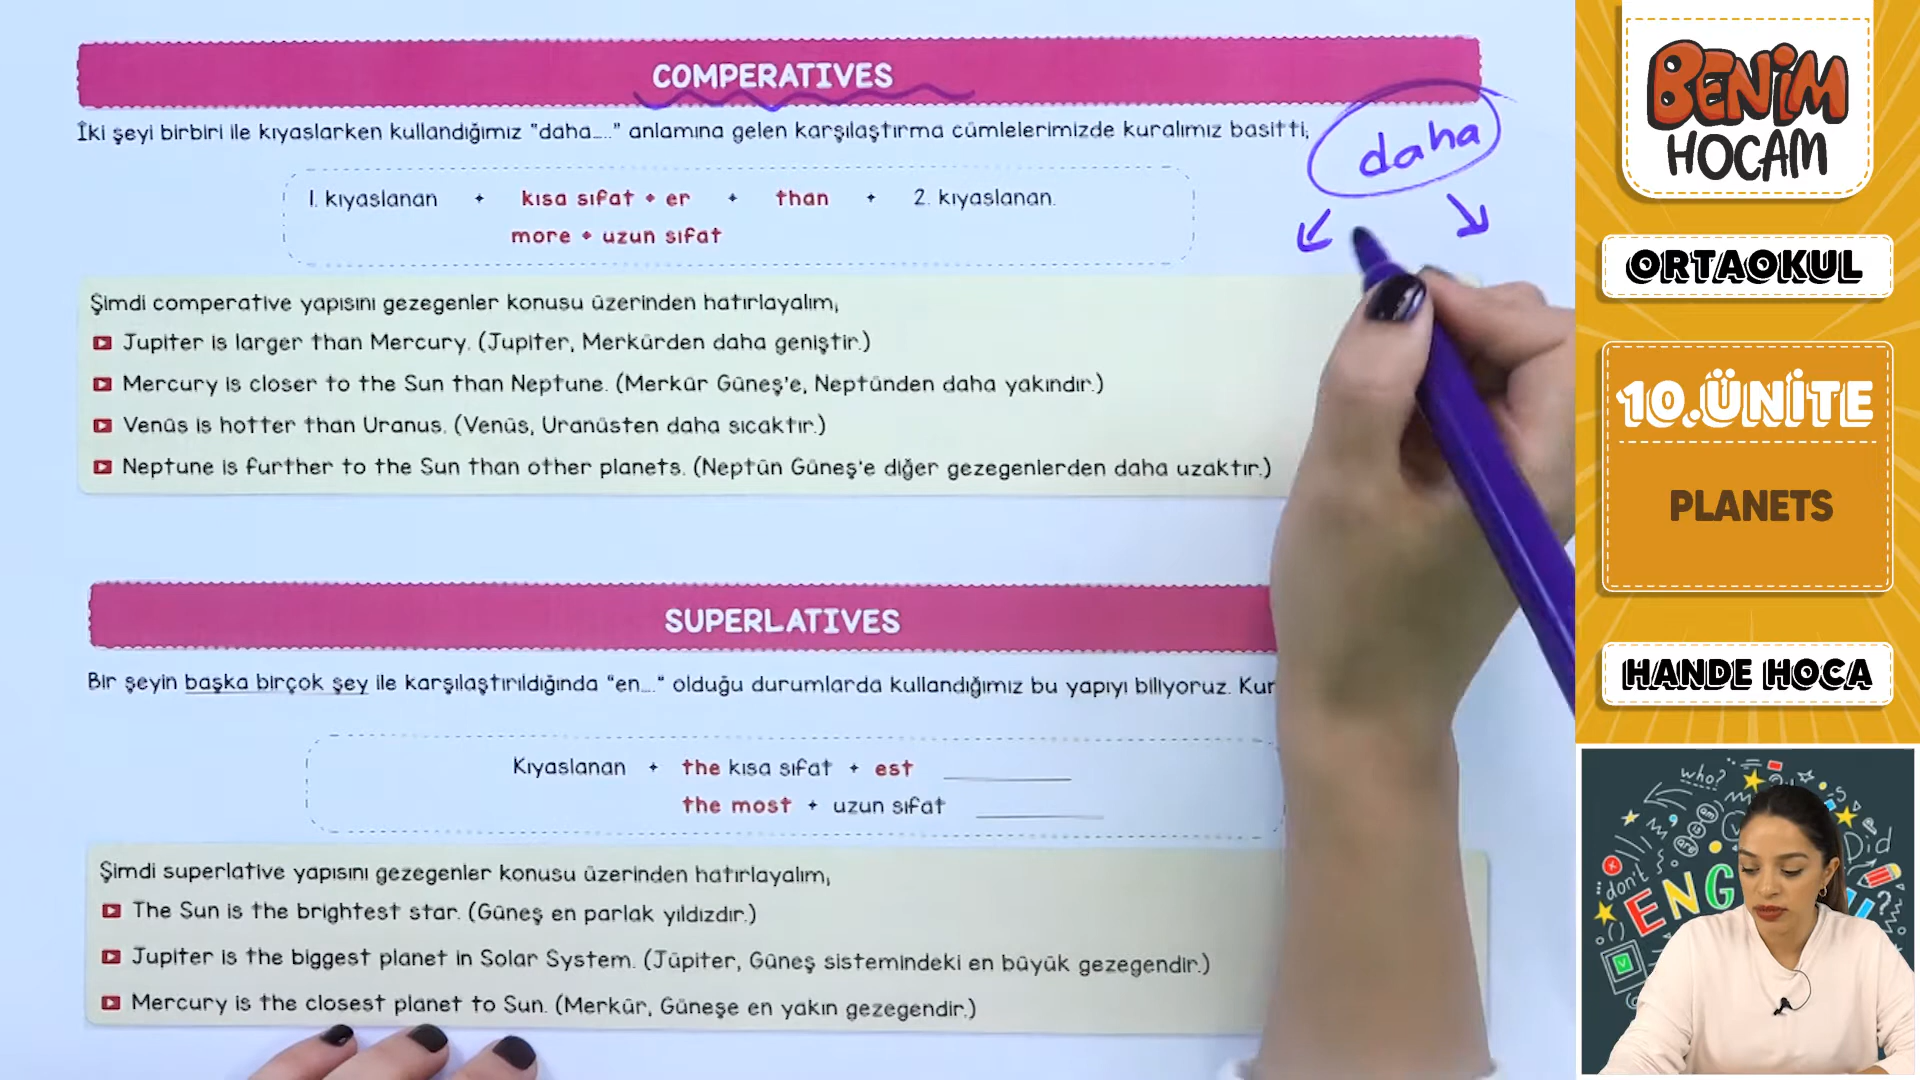 COMPERATIVES
İki şeyi birbiri ile kıyaslarken kullandığımız "daha....." anlamına gelen karşılaştırma cümlelerimizde kuralımız basitti;
daha
1. kıyaslanan + kısa sıfat + er + than + 2. kıyaslanan.
more + uzun sıfat
Şimdi comperative yapısını gezegenler konusu üzerinden hatırlayalım;
Jupiter is larger than Mercury. (Jupiter, Merkürden daha geniştir.)
Mercury is closer to the Sun than Neptune. (Merkür Güneş'e, Neptünden daha yakındır.)
Venüs is hotter than Uranus. (Venüs, Uranüsten daha sıcaktır.)
Neptune is further to the Sun than other planets. (Neptün Güneş'e diğer gezegenlerden daha uzaktır.)
SUPERLATIVES
Bir şeyin başka birçok şey ile karşılaştırıldığında "en...." olduğu durumlarda kullandığımız bu yapıyı biliyoruz.
Kıyaslanan + the kısa sıfat + est
the most + uzun sıfat
Şimdi superlative yapısını gezegenler konusu üzerinden hatırlayalım;
The Sun is the brightest star. (Güneş en parlak yıldızdır.)
Jupiter is the biggest planet in Solar System. (Jüpiter, Güneş sistemindeki en büyük gezegendir.)
Mercury is the closest planet to Sun. (Merkür, Güneşe en yakın gezegendir.)
BENİM
HOCAM
ORTAOKUL
10.ÜNİTE
PLANETS
HANDE HOCA
who?
Did
don't
ENG